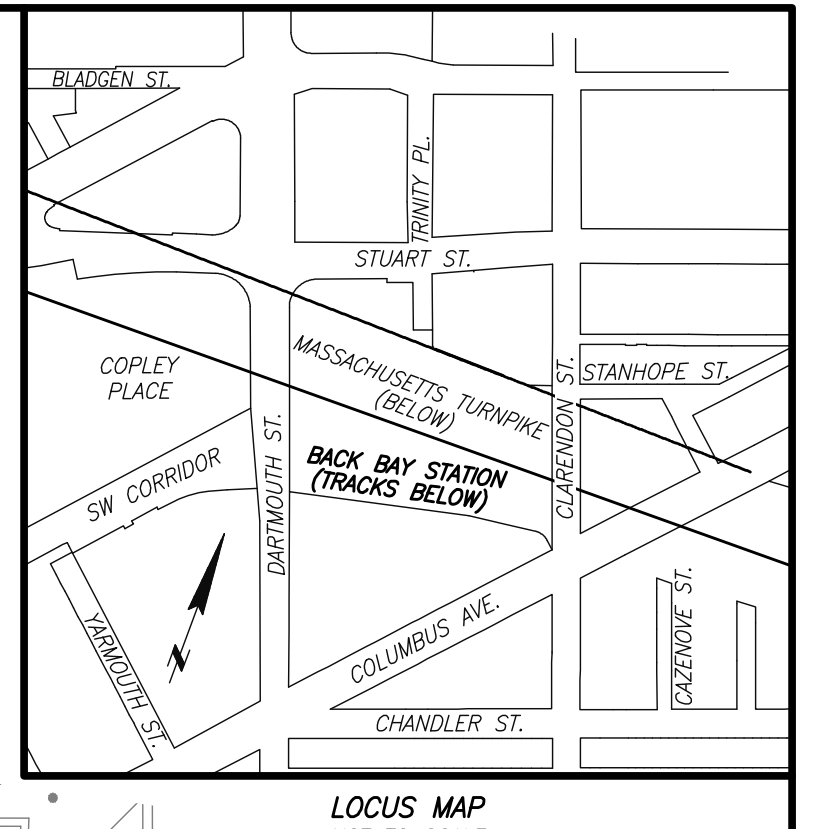 BLADGEN ST.
TRINITY PL.
STUART ST.
COPLEY
PLACE
MASSACHUSETTS TURNPIKE
(BELOW)
STANHOPE ST.
CLARENDON ST.
DARTMOUTH ST.
BACK BAY STATION
(TRACKS BELOW)
SW CORRIDOR
YARMOUTH ST.
N
COLUMBUS AVE.
CAZENOVE ST.
CHANDLER ST.
LOCUS MAP